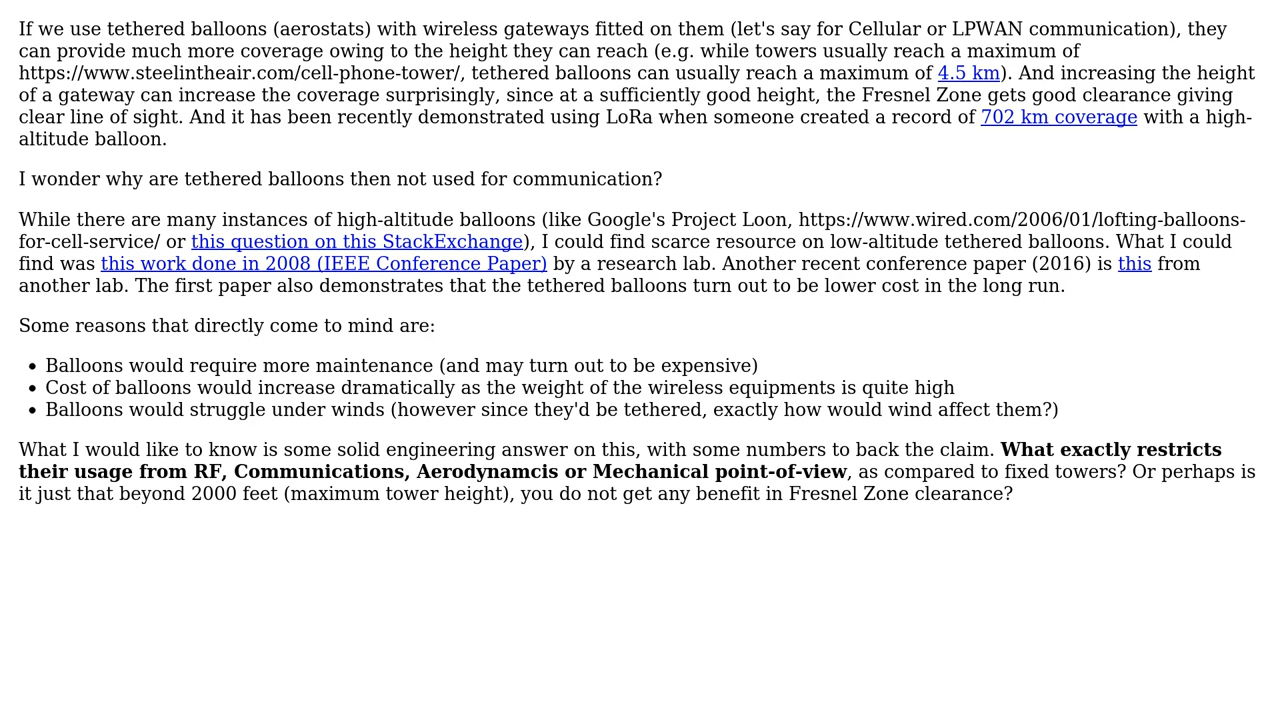 If we use tethered balloons (aerostats) with wireless gateways fitted on them (let's say for Cellular or LPWAN communication), they
can provide much more coverage owing to the height they can reach (e.g. while towers usually reach a maximum of
https://www.steelintheair.com/cell-phone-tower/, tethered balloons can usually reach a maximum of 4.5 km). And increasing the height
of a gateway can increase the coverage surprisingly, since at a sufficiently good height, the Fresnel Zone gets good clearance giving
clear line of sight. And it has been recently demonstrated using LoRa when someone created a record of 702 km coverage with a high-
altitude balloon.
I wonder why are tethered balloons then not used for communication?
While there are many instances of high-altitude balloons (like Google's Project Loon, https://www.wired.com/2006/01/lofting-balloons-
for-cell-service/ or this question on this StackExchange), I could find scarce resource on low-altitude tethered balloons. What I could
find was this work done in 2008 (IEEE Conference Paper) by a research lab. Another recent conference paper (2016) is this from
another lab. The first paper also demonstrates that the tethered balloons turn out to be lower cost in the long run.
Some reasons that directly come to mind are:
• Balloons would require more maintenance (and may turn out to be expensive)
• Cost of balloons would increase dramatically as the weight of the wireless equipments is quite high
• Balloons would struggle under winds (however since they'd be tethered, exactly how would wind affect them?)
What I would like to know is some solid engineering answer on this, with some numbers to back the claim. What exactly restricts
their usage from RF, Communications, Aerodynamcis or Mechanical point-of-view, as compared to fixed towers? Or perhaps is
it just that beyond 2000 feet (maximum tower height), you do not get any benefit in Fresnel Zone clearance?